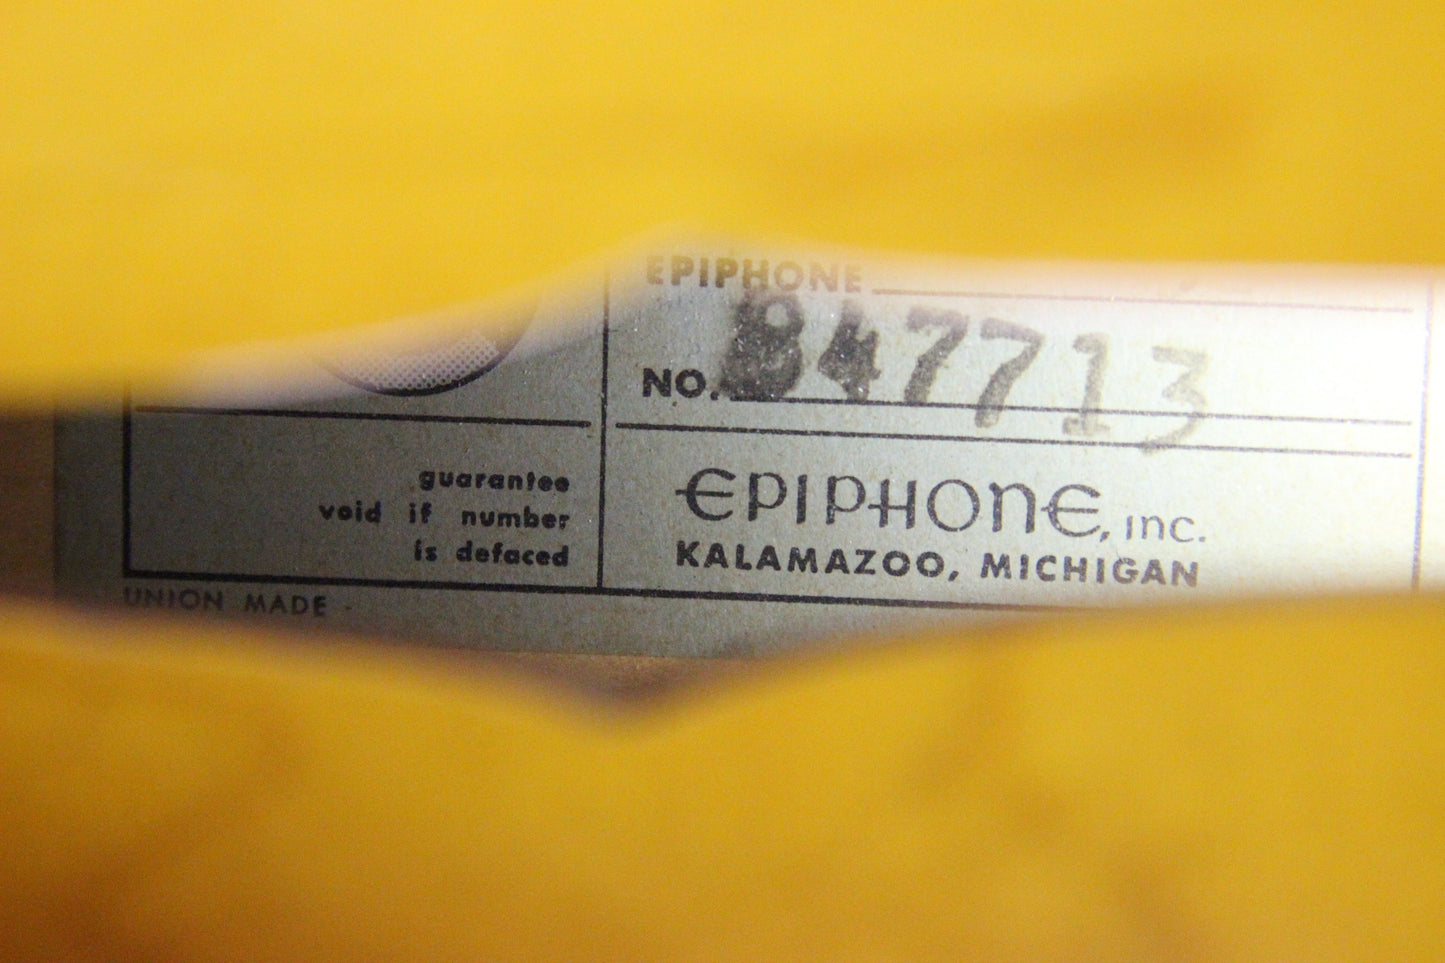 EPIPHONE
NO. 847713
guarantee
void if number
is defaced
EPIPHONE, INC.
KALAMAZOO, MICHIGAN
UNION MADE